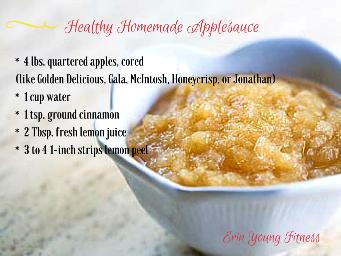 Healthy Homemade Applesauce
* 4 lbs. quartered apples, cored
(like Golden Delicious, Gala, McIntosh, Honeycrisp, or Jonathan)
* 1 cup water
* 1 tsp. ground cinnamon
* 2 Tbsp. fresh lemon juice
* 3 to 4 1-inch strips lemon peel
Erin Young Fitness